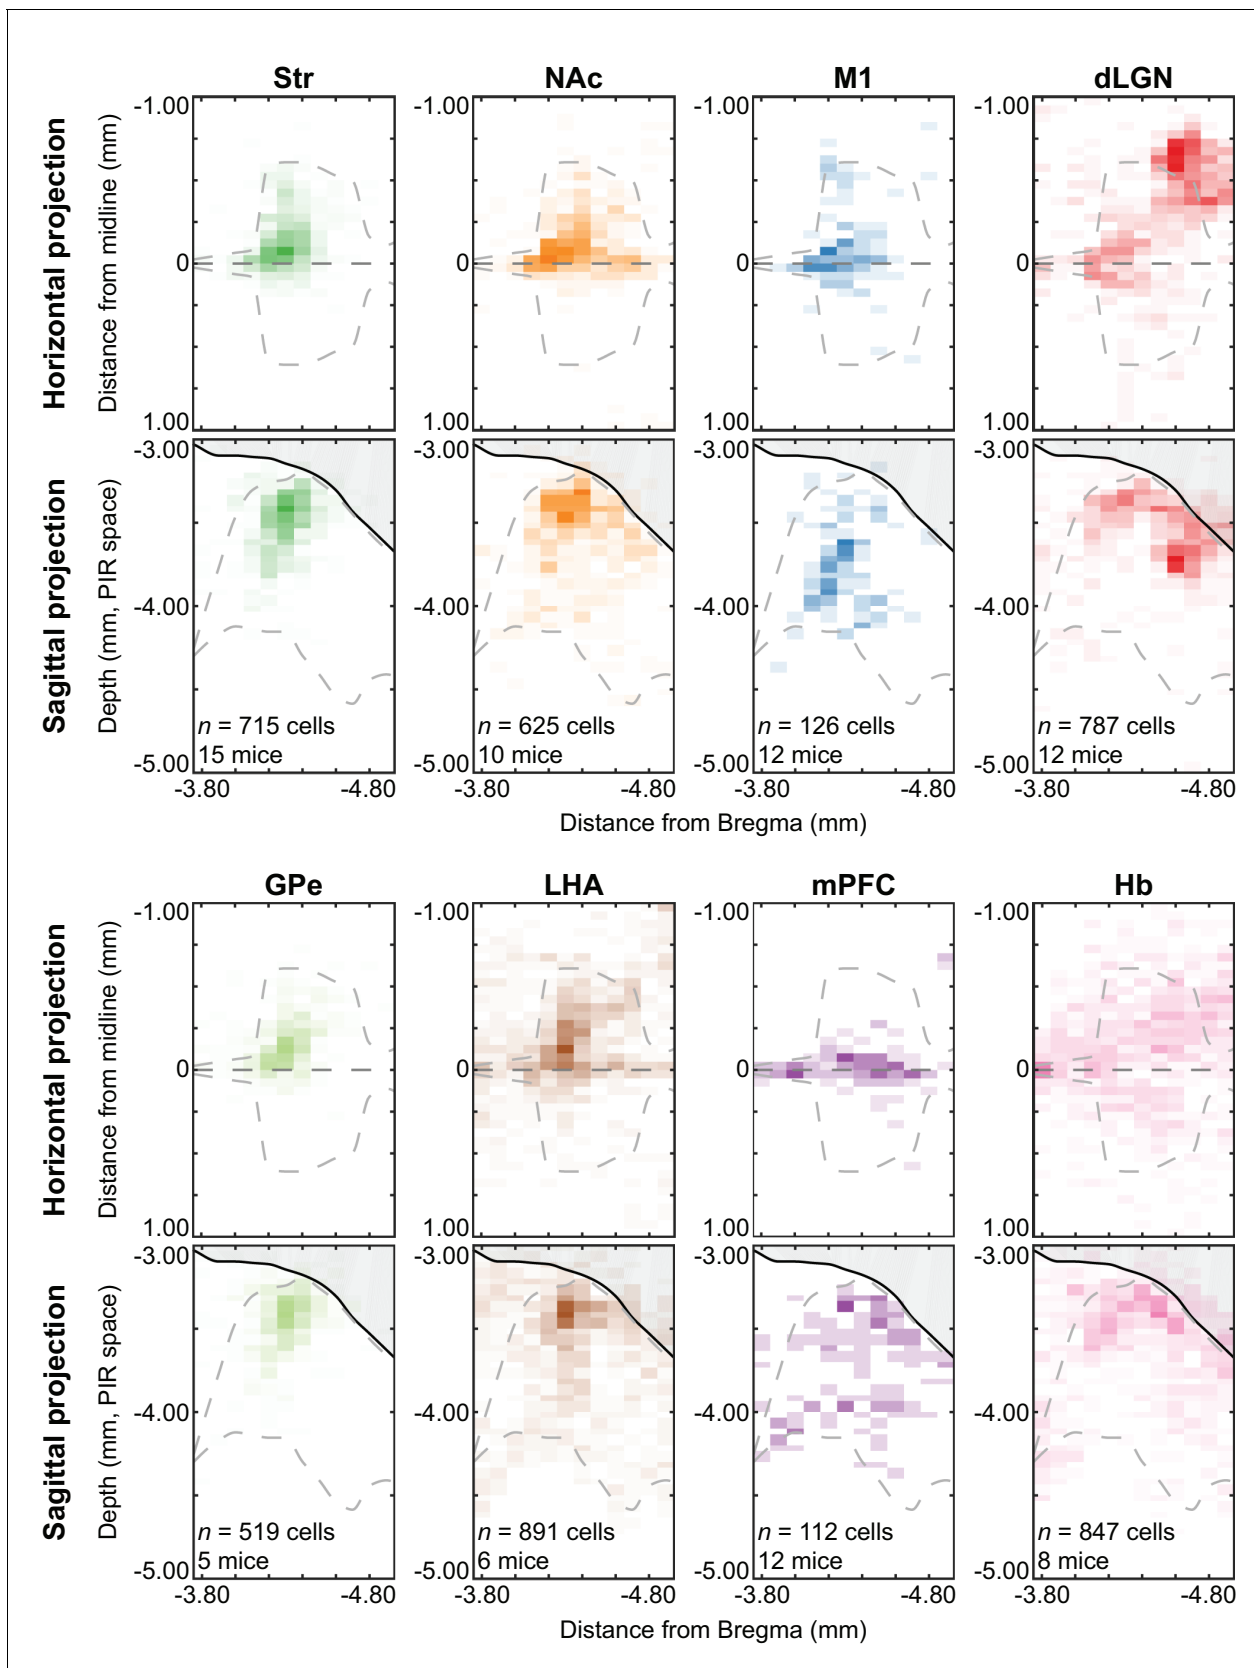 Str NAc M1 dLGN
Horizontal projection
Distance from midline (mm)
-1.00 -1.00 -1.00 -1.00
0 0 0 0
1.00 1.00 1.00 1.00
Sagittal projection
Depth (mm, PIR space)
-3.00 -3.00 -3.00 -3.00
-4.00 -4.00 -4.00 -4.00
n = 715 cells n = 625 cells n = 126 cells n = 787 cells
15 mice 10 mice 12 mice 12 mice
-5.00 -5.00 -5.00 -5.00
-3.80 -4.80 -3.80 -4.80 -3.80 -4.80 -3.80 -4.80
Distance from Bregma (mm)
GPe LHA mPFC Hb
Horizontal projection
Distance from midline (mm)
-1.00 -1.00 -1.00 -1.00
0 0 0 0
1.00 1.00 1.00 1.00
Sagittal projection
Depth (mm, PIR space)
-3.00 -3.00 -3.00 -3.00
-4.00 -4.00 -4.00 -4.00
n = 519 cells n = 891 cells n = 112 cells n = 847 cells
5 mice 6 mice 12 mice 8 mice
-5.00 -5.00 -5.00 -5.00
-3.80 -4.80 -3.80 -4.80 -3.80 -4.80 -3.80 -4.80
Distance from Bregma (mm)